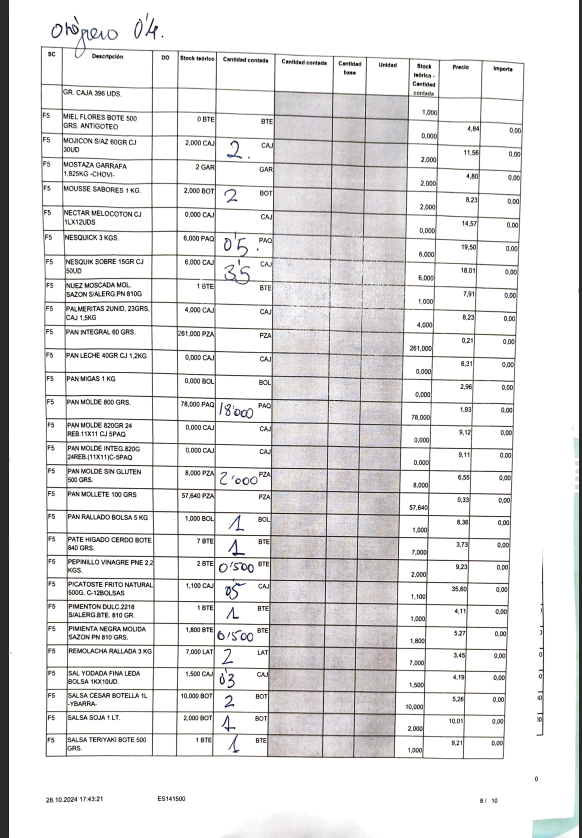 orógeno 0'4.
SC Descripción DO Stock teórico Cantidad contada Cantidad contada Cantidad base Unidad Stock teórico - Cantidad contada Precio Importe
GR. CAJA 396 UDS. 1,000
F5 MIEL FLORES BOTE 500 GRS. ANTIGOTEO 0 BTE BTE 0,000 4,84 0,00
F5 MOJICON S/AZ 60GR CJ 30UD 2,000 CAJ 2. CAJ 2,000 11,56 0,00
F5 MOSTAZA GARRAFA 1,825KG -CHOVI- 2 GAR GAR 2,000 4,80 0,00
F5 MOUSSE SABORES 1 KG. 2,000 BOT 2 BOT 2,000 8,23 0,00
F5 NECTAR MELOCOTON CJ 1LX12UDS 0,000 CAJ CAJ 0,000 14,57 0,00
F5 NESQUICK 3 KGS. 6,000 PAQ 0'5. PAQ 6,000 19,50 0,00
F5 NESQUIK SOBRE 15GR CJ 50UD 6,000 CAJ 3'5 CAJ 6,000 18,01 0,00
F5 NUEZ MOSCADA MOL. SAZON S/ALERG.PN 810G 1 BTE BTE 1,000 7,91 0,00
F5 PALMERITAS 2UNID, 23GRS, CAJ 1,5KG 4,000 CAJ CAJ 4,000 8,23 0,00
F5 PAN INTEGRAL 60 GRS. 261,000 PZA PZA 261,000 0,21 0,00
F5 PAN LECHE 40GR CJ 1,2KG 0,000 CAJ CAJ 0,000 6,31 0,00
F5 PAN MIGAS 1 KG 0,000 BOL BOL 0,000 2,96 0,00
F5 PAN MOLDE 800 GRS. 78,000 PAQ 18'000 PAQ 78,000 1,93 0,00
F5 PAN MOLDE 820GR 24 REB.11X11 CJ 5PAQ 0,000 CAJ CAJ 0,000 9,12 0,00
F5 PAN MOLDE INTEG.820G 24REB.(11X11)C-5PAQ 0,000 CAJ CAJ 0,000 9,11 0,00
F5 PAN MOLDE SIN GLUTEN 500 GRS. 8,000 PZA 2'000 PZA 8,000 6,55 0,00
F5 PAN MOLLETE 100 GRS 57,640 PZA PZA 57,640 0,33 0,00
F5 PAN RALLADO BOLSA 5 KG 1,000 BOL 1 BOL 1,000 8,36 0,00
F5 PATE HIGADO CERDO BOTE 840 GRS. 7 BTE 1 BTE 7,000 3,73 0,00
F5 PEPINILLO VINAGRE PNE 2.2 KGS. 2 BTE 0'500 BTE 2,000 9,23 0,00
F5 PICATOSTE FRITO NATURAL 500G. C-12BOLSAS 1,100 CAJ 0'5 CAJ 1,100 35,60 0,00
F5 PIMENTON DULC.2218 S/ALERG.BTE. 810 GR. 1 BTE 1 BTE 1,000 4,11 0,00
F5 PIMIENTA NEGRA MOLIDA SAZON PN 810 GRS. 1,800 BTE 0'500 BTE 1,800 5,27 0,00
F5 REMOLACHA RALLADA 3 KG 7,000 LAT 2 LAT 7,000 3,45 0,00
F5 SAL YODADA FINA LEDA BOLSA 1KX10UD. 1,500 CAJ 0'3 CAJ 1,500 4,19 0,00
F5 SALSA CESAR BOTELLA 1L -YBARRA- 10,000 BOT 2 BOT 10,000 5,26 0,00
F5 SALSA SOJA 1 LT. 2,000 BOT 1 BOT 2,000 10,01 0,00
F5 SALSA TERIYAKI BOTE 500 GRS. 1 BTE 1 BTE 1,000 9,21 0,00
28.10.2024 17:43:21 ES141500 8 / 10